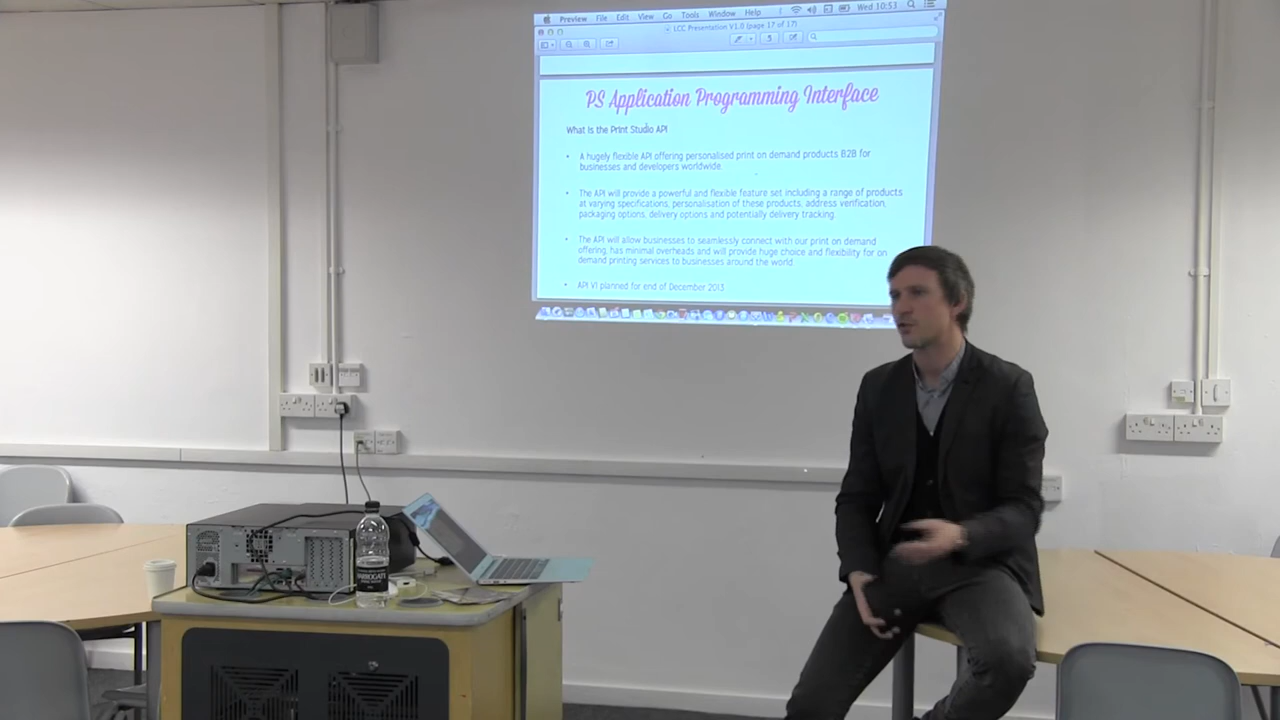 Preview File Edit View Go Tools Window Help Wed 10:53
LCC Presentation V1.0 (page 17 of 17)
PS Application Programming Interface
What Is the Print Studio API
• A hugely flexible API offering personalised print on demand products B2B for
businesses and developers worldwide.
• The API will provide a powerful and flexible feature set including a range of products
at varying specifications, personalisation of these products, address verification,
packaging options, delivery options and potentially delivery tracking.
• The API will allow businesses to seamlessly connect with our print on demand
offering, has minimal overheads and will provide huge choice and flexibility for on
demand printing services to businesses around the world.
• API V1 planned for end of December 2013
HARROGATE